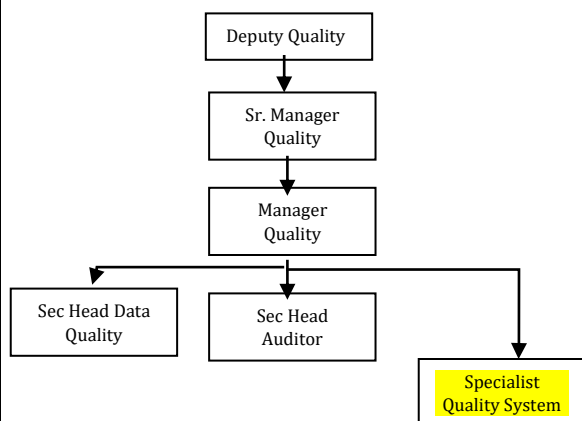 Deputy Quality
Sr. Manager
Quality
Manager
Quality
Sec Head Data
Quality
Sec Head
Auditor
Specialist
Quality System